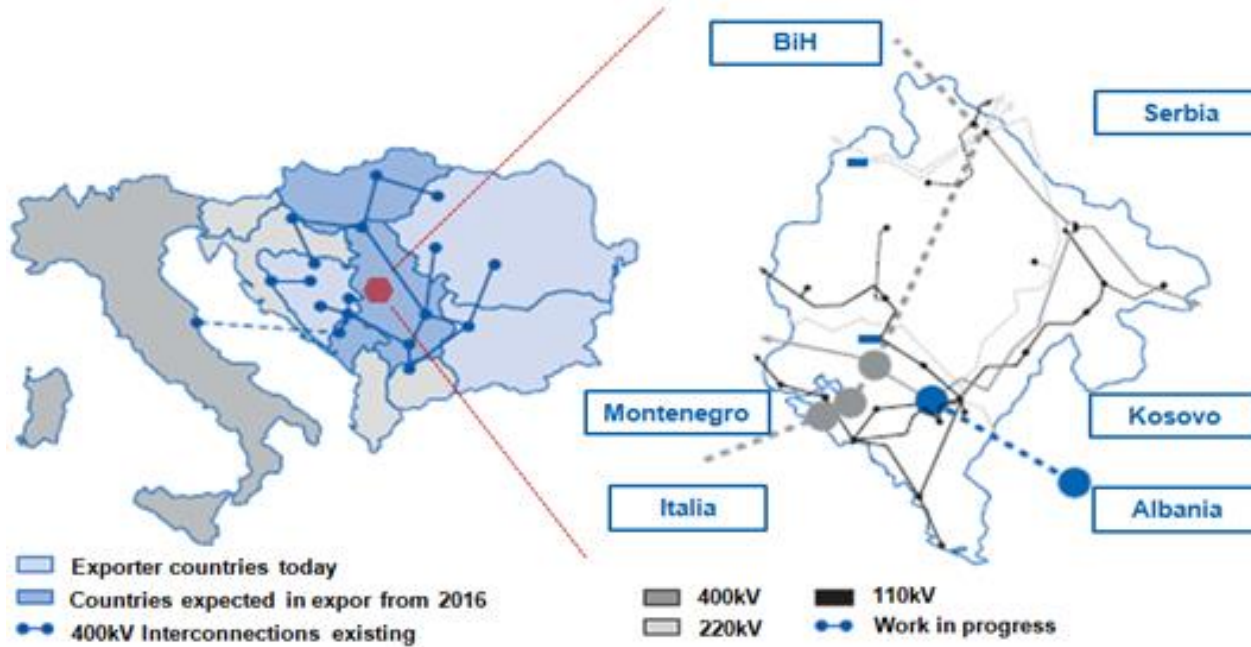 BiH
Serbia
Montenegro
Kosovo
Italia
Albania
Exporter countries today
Countries expected in expor from 2016
400kV Interconnections existing
400kV
110kV
220kV
Work in progress